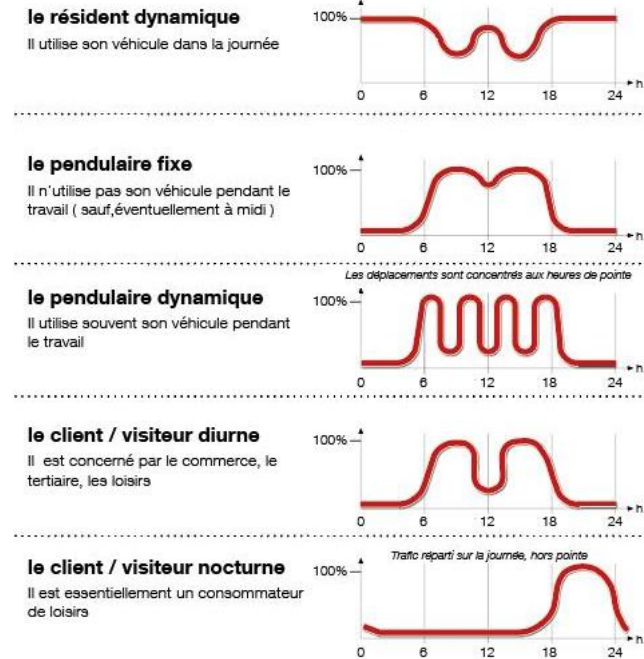 le résident dynamique
Il utilise son véhicule dans la journée
100%
h
0 6 12 18 24
le pendulaire fixe
Il n'utilise pas son véhicule pendant le
travail ( sauf,éventuellement à midi )
100%
h
0 6 12 18 24
Les déplacements sont concentrés aux heures de pointe
le pendulaire dynamique
Il utilise souvent son véhicule pendant
le travail
100%
h
0 6 12 18 24
le client / visiteur diurne
Il est concerné par le commerce, le
tertiaire, les loisirs
100%
h
0 6 12 18 24
Trafic réparti sur la journée, hors pointe
le client / visiteur nocturne
Il est essentiellement un consommateur
de loisirs
100%
h
0 6 12 18 24